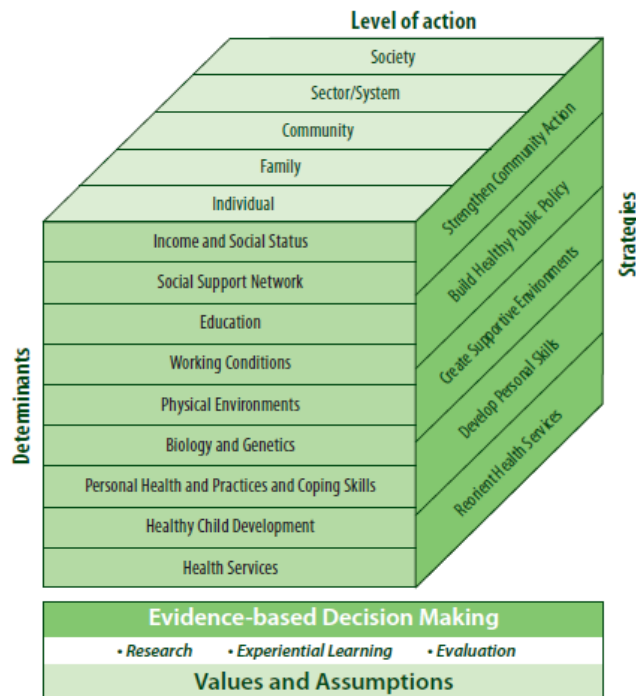 Level of action
Society
Sector/System
Community
Family
Individual
Determinants
Income and Social Status
Social Support Network
Education
Working Conditions
Physical Environments
Biology and Genetics
Personal Health and Practices and Coping Skills
Healthy Child Development
Health Services
Strategies
Strengthen Community Action
Build Healthy Public Policy
Create Supportive Environments
Develop Personal Skills
Reorient Health Services
Evidence-based Decision Making
• Research • Experiential Learning • Evaluation
Values and Assumptions